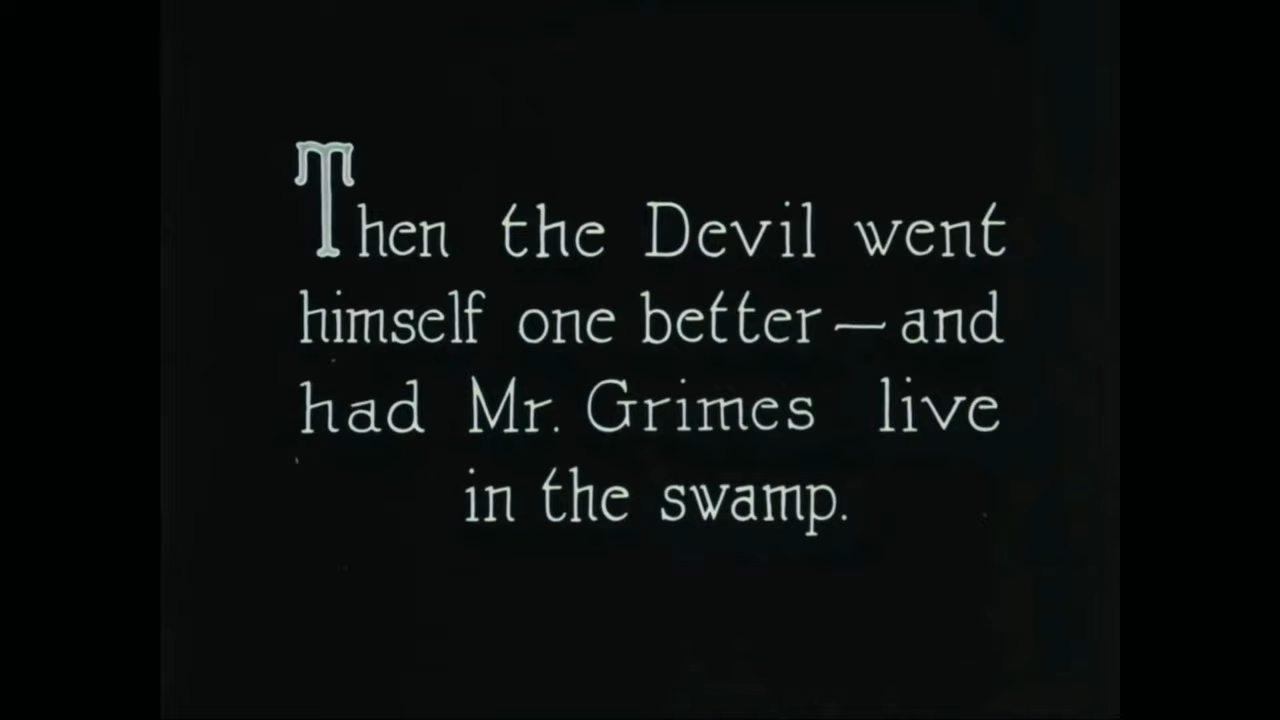 Then the Devil went
himself one better—and
had Mr. Grimes live
in the swamp.